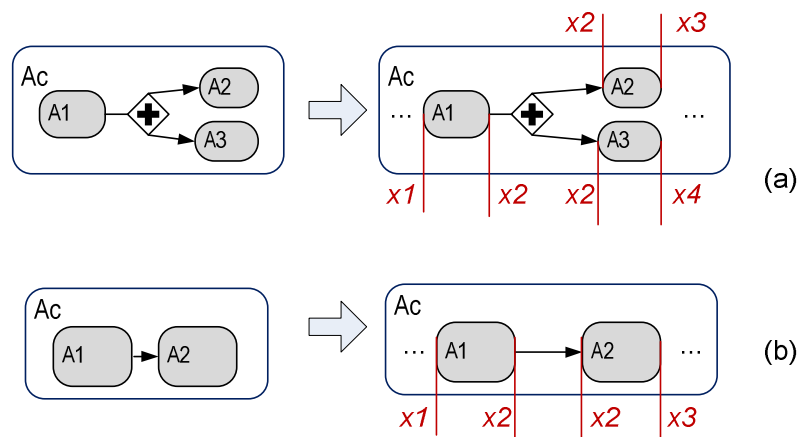 x2 x3
Ac
A1
A2
A3
Ac
... A1
A2
A3
...
x1 x2 x2 x4
(a)
Ac
A1 A2
Ac
... A1 A2 ...
x1 x2 x2 x3
(b)